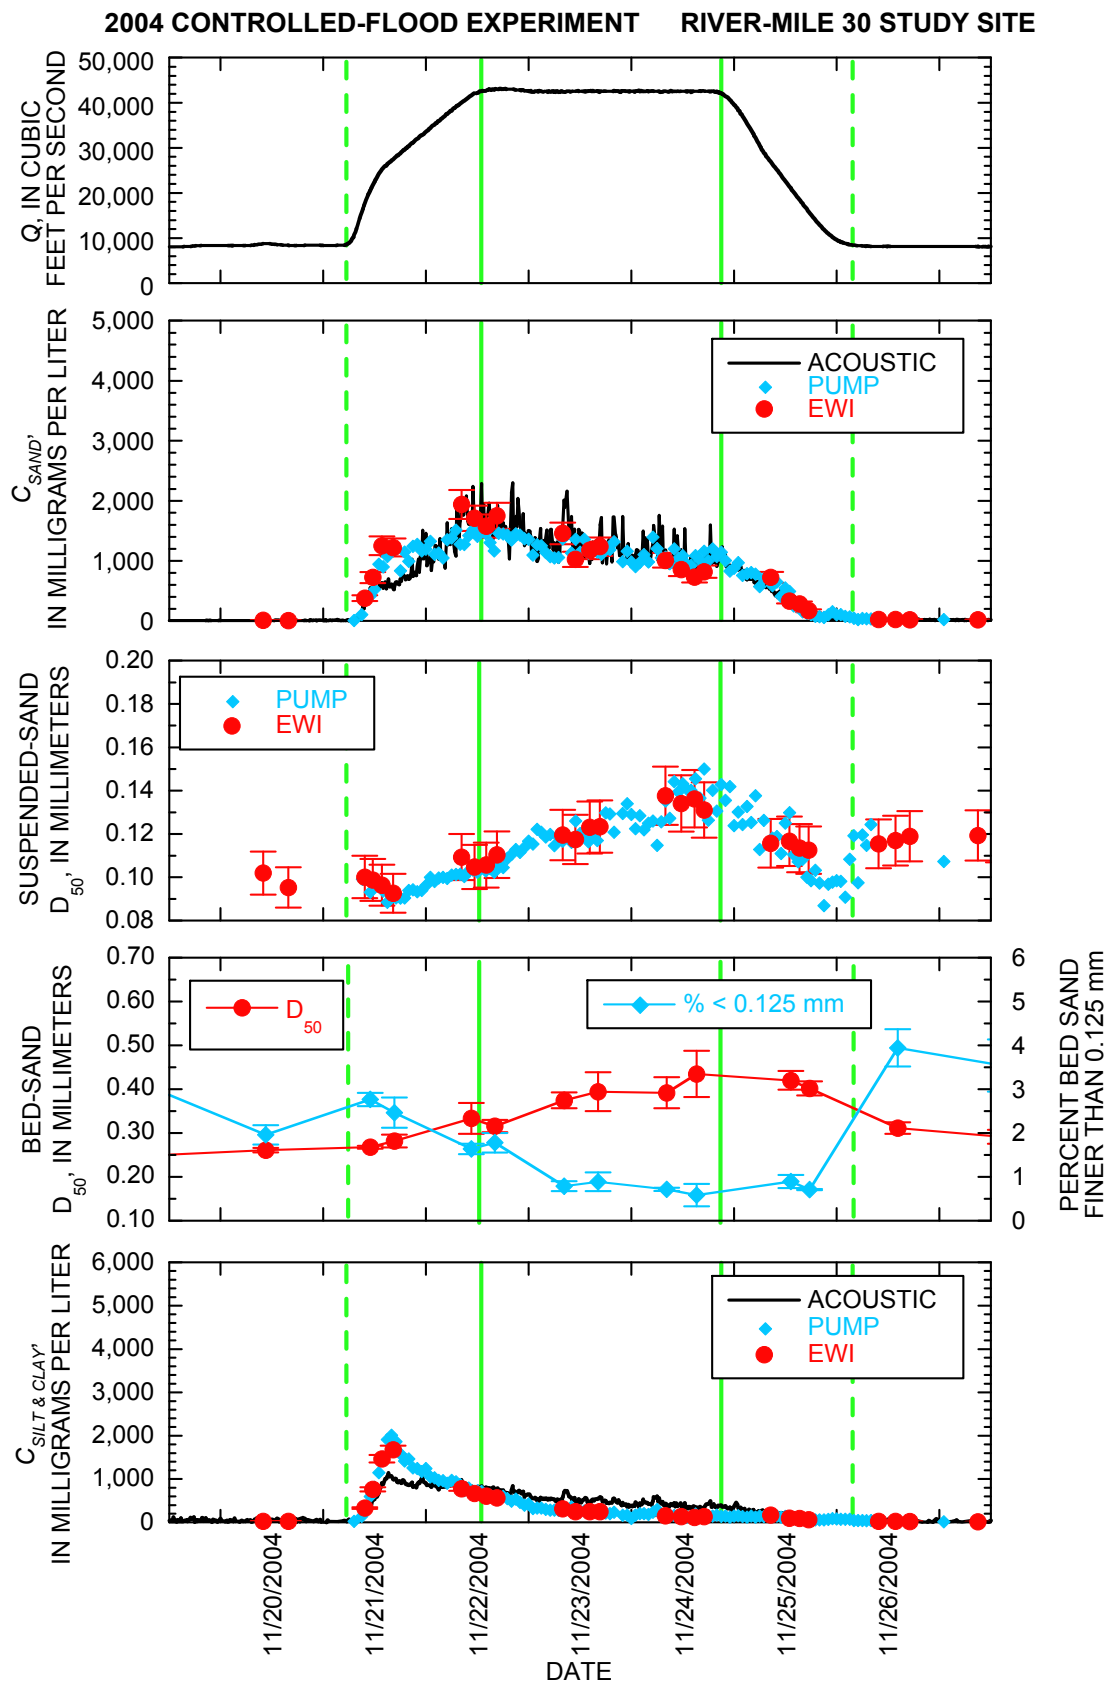 2004 CONTROLLED-FLOOD EXPERIMENT RIVER-MILE 30 STUDY SITE
Q, IN CUBIC
FEET PER SECOND
50,000
40,000
30,000
20,000
10,000
0
C SAND,
IN MILLIGRAMS PER LITER
5,000
4,000
3,000
2,000
1,000
0
ACOUSTIC
PUMP
EWI
SUSPENDED-SAND
D50, IN MILLIMETERS
0.20
0.18
0.16
0.14
0.12
0.10
0.08
PUMP
EWI
BED-SAND
D50, IN MILLIMETERS
0.70
0.60
0.50
0.40
0.30
0.20
0.10
D50
% < 0.125 mm
6
5
4
3
2
1
0
PERCENT BED SAND
FINER THAN 0.125 mm
C SILT & CLAY,
IN MILLIGRAMS PER LITER
6,000
5,000
4,000
3,000
2,000
1,000
0
ACOUSTIC
PUMP
EWI
11/20/2004
11/21/2004
11/22/2004
11/23/2004
11/24/2004
11/25/2004
11/26/2004
DATE